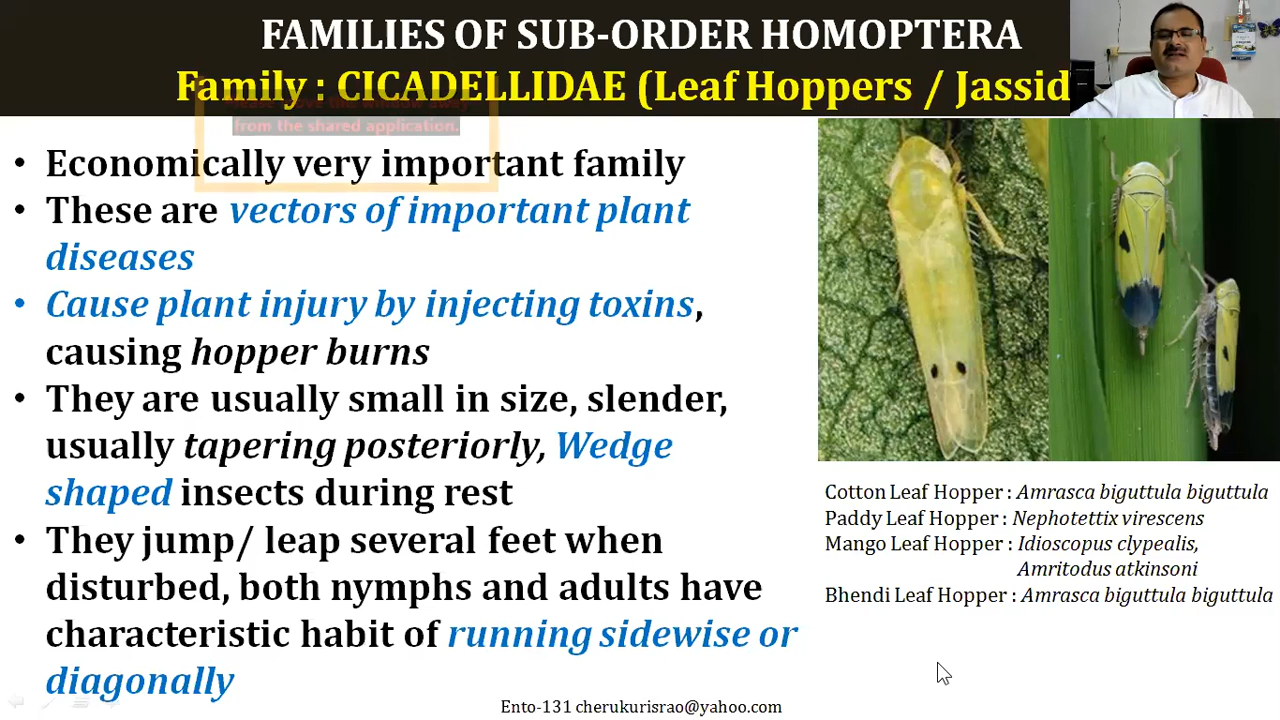 FAMILIES OF SUB-ORDER HOMOPTERA
Family : CICADELLIDAE (Leaf Hoppers / Jassid
from the shared application.
• Economically very important family
• These are vectors of important plant
diseases
• Cause plant injury by injecting toxins,
causing hopper burns
• They are usually small in size, slender,
usually tapering posteriorly, Wedge
shaped insects during rest
• They jump/ leap several feet when
disturbed, both nymphs and adults have
characteristic habit of running sidewise or
diagonally
Cotton Leaf Hopper : Amrasca biguttula biguttula
Paddy Leaf Hopper : Nephotettix virescens
Mango Leaf Hopper : Idioscopus clypealis,
Amritodus atkinsoni
Bhendi Leaf Hopper : Amrasca biguttula biguttula
Ento-131 cherukurisrao@yahoo.com